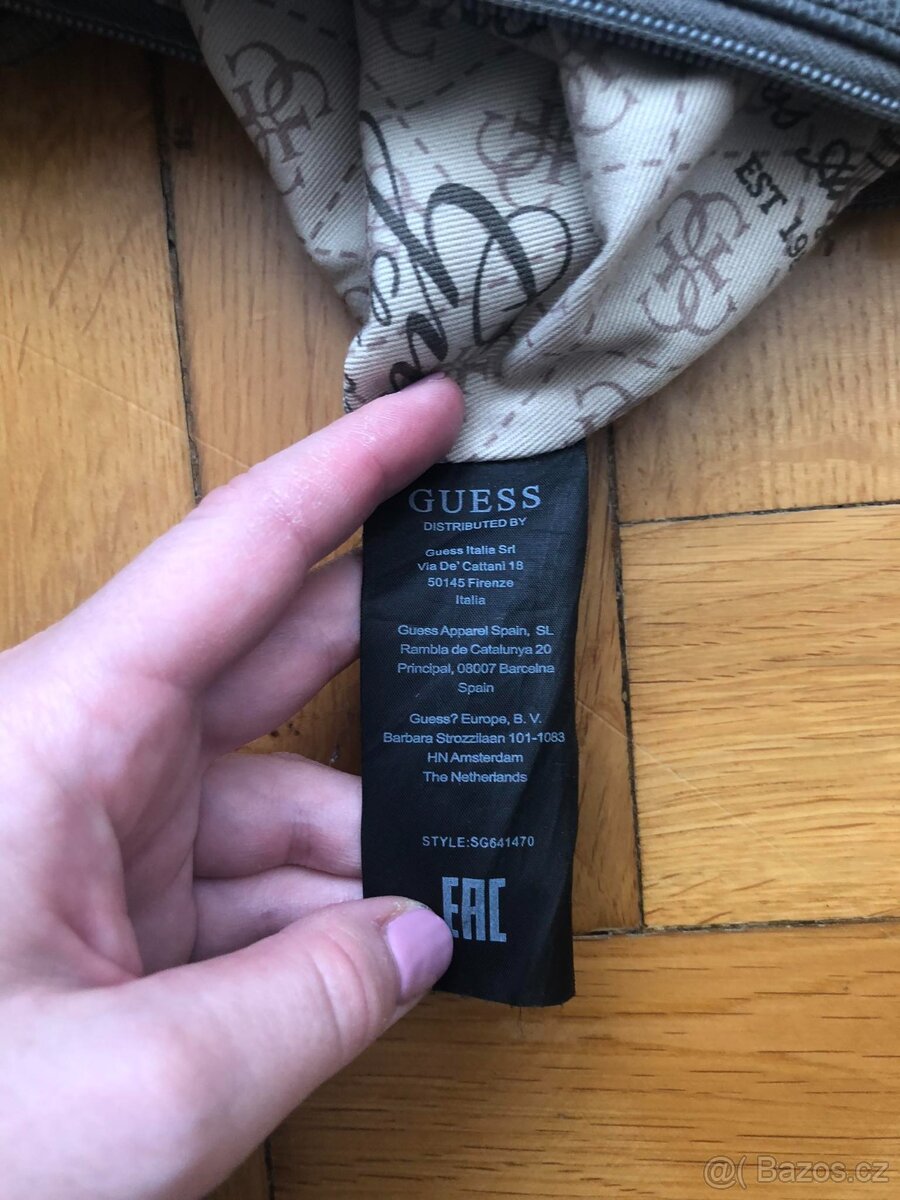 EST 19
GUESS
DISTRIBUTED BY
Guess Italia Srl
Via De' Cattani 18
50145 Firenze
Italia
Guess Apparel Spain, SL
Rambla de Catalunya 20
Principal, 08007 Barcelna
Spain
Guess? Europe, B. V.
Barbara Strozzilaan 101-1083
HN Amsterdam
The Netherlands
STYLE:SG641470
EAC
@( Bazos.cz